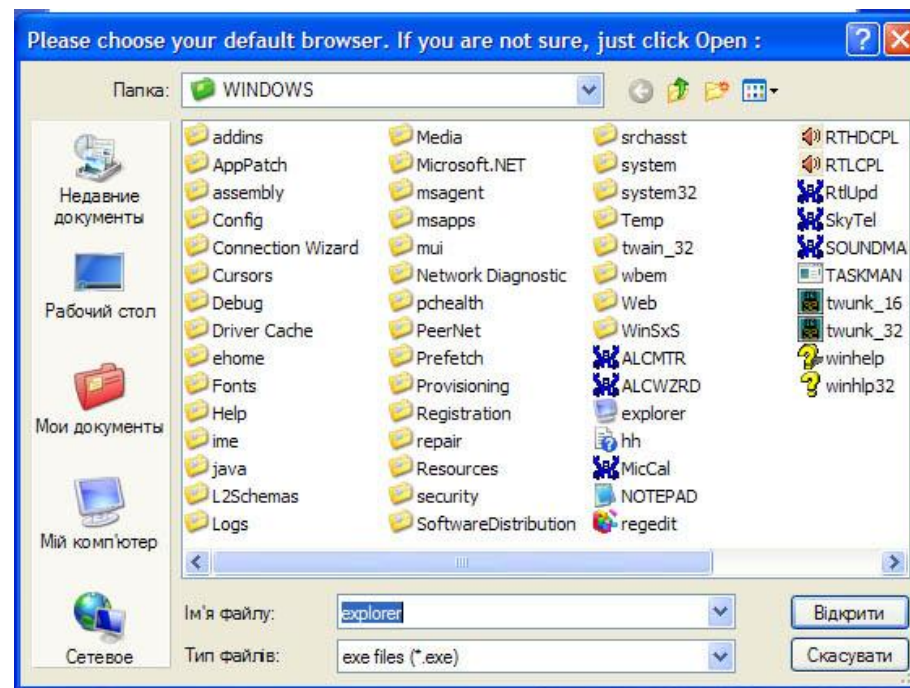 Please choose your default browser. If you are not sure, just click Open :
Папка:
WINDOWS
Недавние
документы
Рабочий стол
Мои документы
Мій комп'ютер
Сетевое
addins
AppPatch
assembly
Config
Connection Wizard
Cursors
Debug
Driver Cache
ehome
Fonts
Help
ime
java
L2Schemas
Logs
Media
Microsoft.NET
msagent
msapps
mui
Network Diagnostic
pchealth
PeerNet
Prefetch
Provisioning
Registration
repair
Resources
security
SoftwareDistribution
srchasst
system
system32
Temp
twain_32
wbem
Web
WinSxS
ALCMTR
ALCWZRD
explorer
hh
MicCal
NOTEPAD
regedit
RTHDCPL
RTLCPL
RtlUpd
SkyTel
SOUNDMA
TASKMAN
twunk_16
twunk_32
winhelp
winhlp32
Ім'я файлу:
explorer
Відкрити
Тип файлів:
exe files (*.exe)
Скасувати